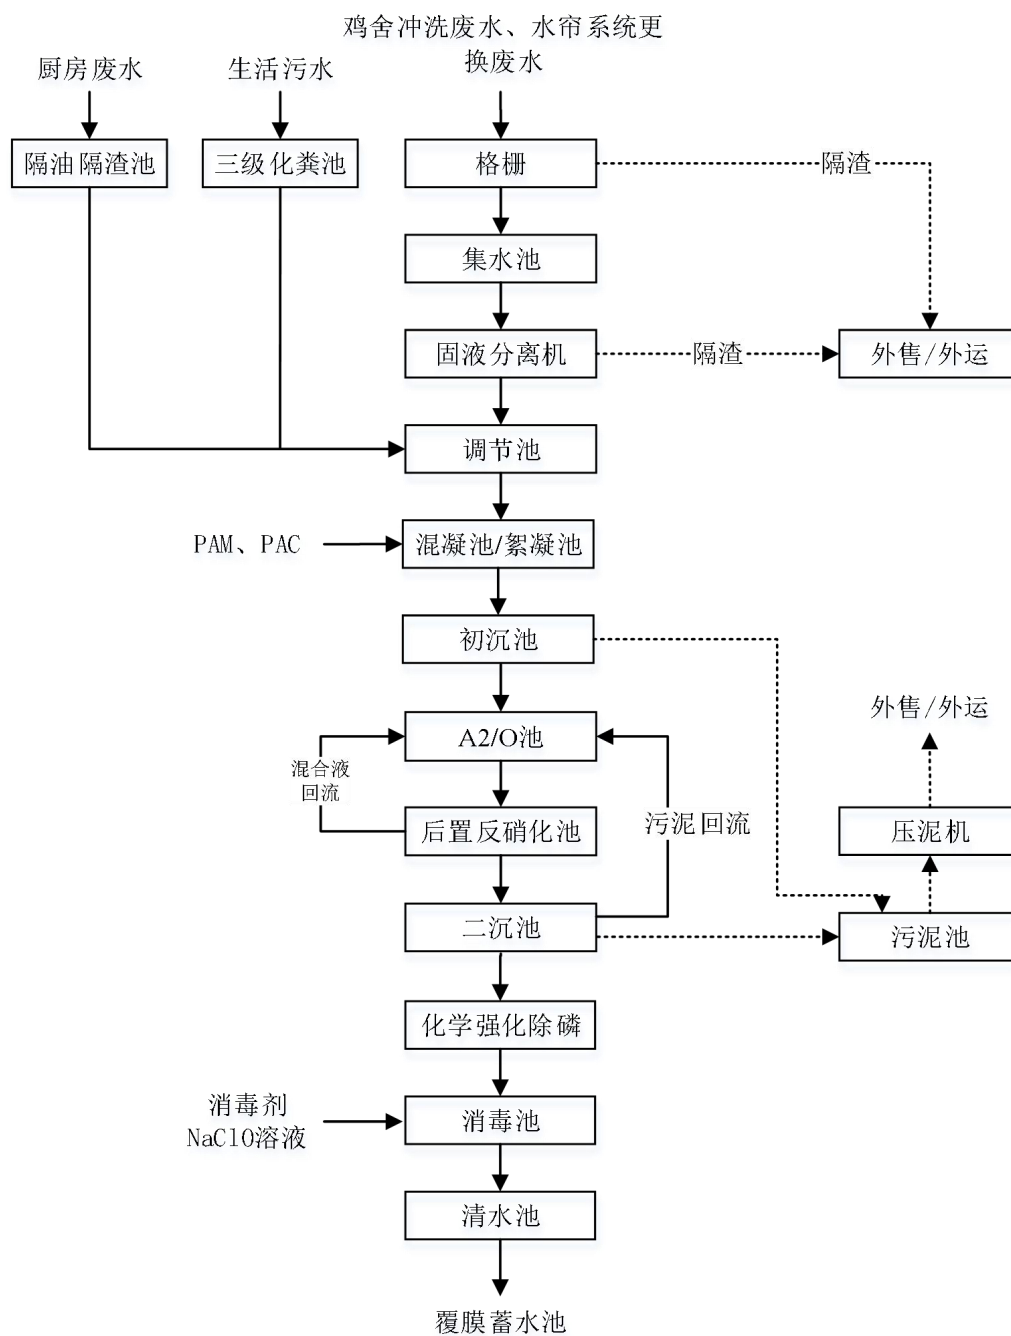 鸡舍冲洗废水、水帘系统更
换废水
厨房废水
生活污水
隔油隔渣池
三级化粪池
格栅
隔渣
集水池
固液分离机
隔渣
外售/外运
调节池
PAM、PAC
混凝池/絮凝池
初沉池
外售/外运
A2/O池
混合液
回流
后置反硝化池
污泥回流
压泥机
二沉池
污泥池
化学强化除磷
消毒剂
NaClO溶液
消毒池
清水池
覆膜蓄水池